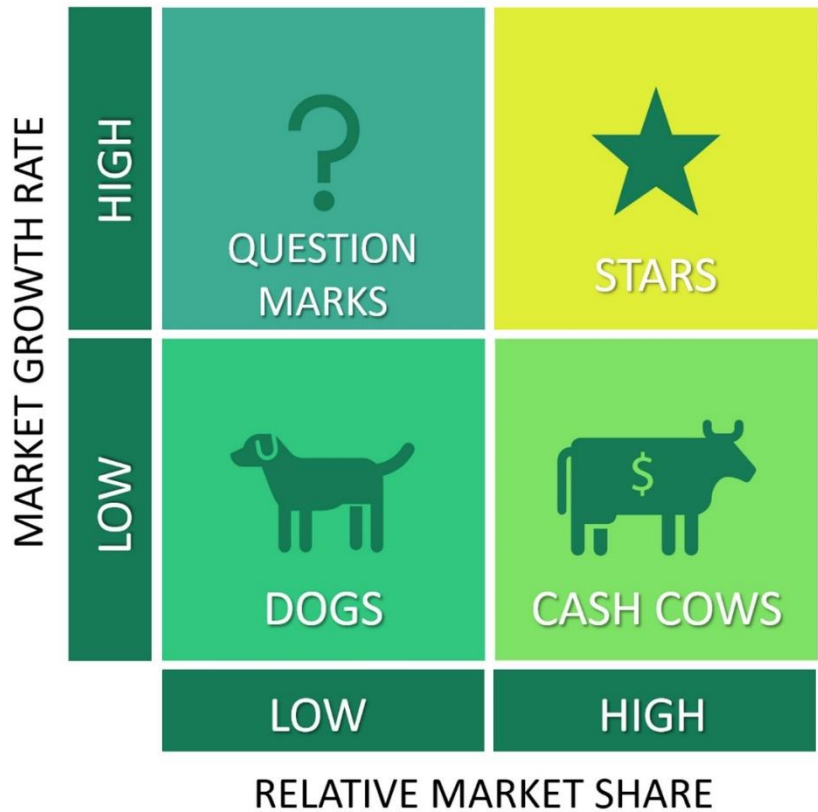 MARKET GROWTH RATE
HIGH
?
QUESTION
MARKS
STARS
LOW
DOGS
$
CASH COWS
LOW
HIGH
RELATIVE MARKET SHARE